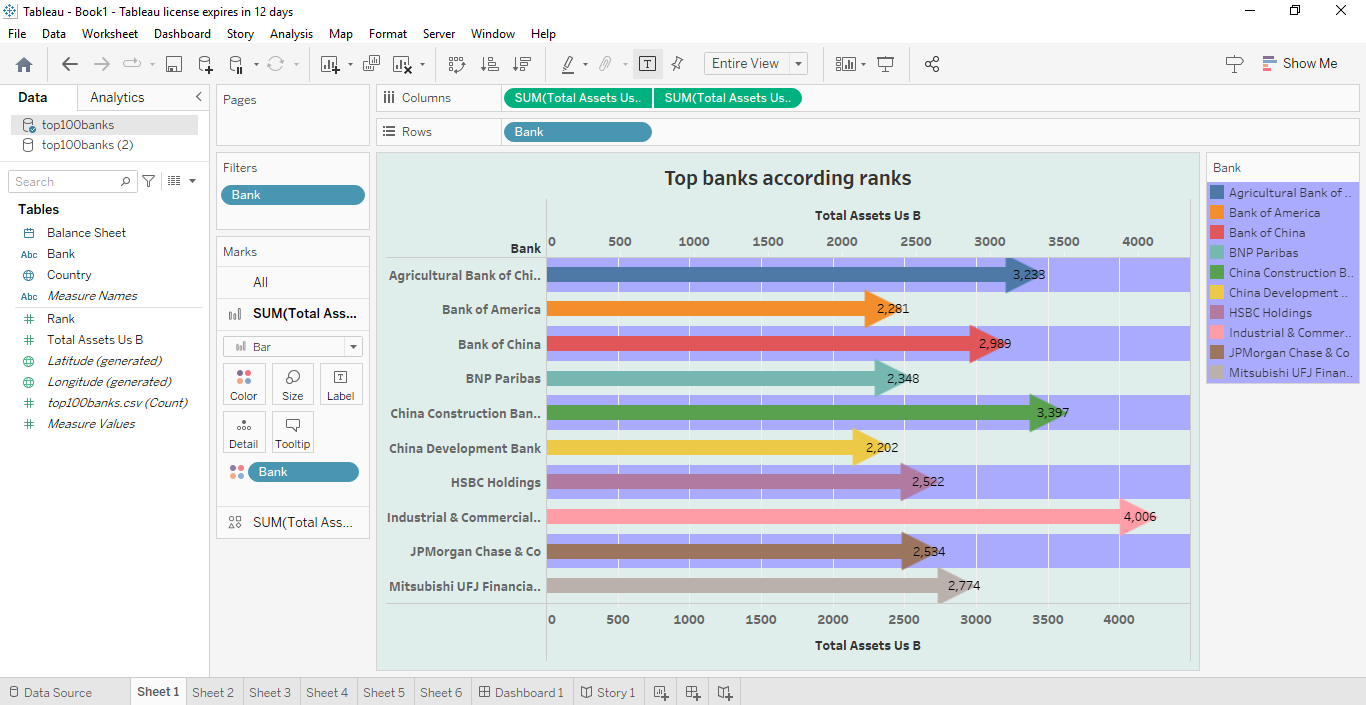 Tableau - Book1 - Tableau license expires in 12 days
File Data Worksheet Dashboard Story Analysis Map Format Server Window Help
Entire View
Show Me
Data Analytics
top100banks
top100banks (2)
Search
Tables
Balance Sheet
Abc Bank
Country
Abc Measure Names
Rank
Total Assets Us B
Latitude (generated)
Longitude (generated)
top100banks.csv (Count)
Measure Values
Pages
Filters
Bank
Marks
All
SUM(Total Ass...
Bar
Color Size Label
Detail Tooltip
Bank
SUM(Total Ass...
Columns SUM(Total Assets Us.. SUM(Total Assets Us..
Rows Bank
Top banks according ranks
Total Assets Us B
Bank 0 500 1000 1500 2000 2500 3000 3500 4000
Agricultural Bank of Chi.. 3,233
Bank of America 2,281
Bank of China 2,989
BNP Paribas 2,348
China Construction Ban.. 3,397
China Development Bank 2,202
HSBC Holdings 2,522
Industrial & Commercial.. 4,006
JPMorgan Chase & Co 2,534
Mitsubishi UFJ Financia.. 2,774
0 500 1000 1500 2000 2500 3000 3500 4000
Total Assets Us B
Bank
Agricultural Bank of ..
Bank of America
Bank of China
BNP Paribas
China Construction B..
China Development ..
HSBC Holdings
Industrial & Commer..
JPMorgan Chase & Co
Mitsubishi UFJ Finan..
Data Source Sheet 1 Sheet 2 Sheet 3 Sheet 4 Sheet 5 Sheet 6 Dashboard 1 Story 1